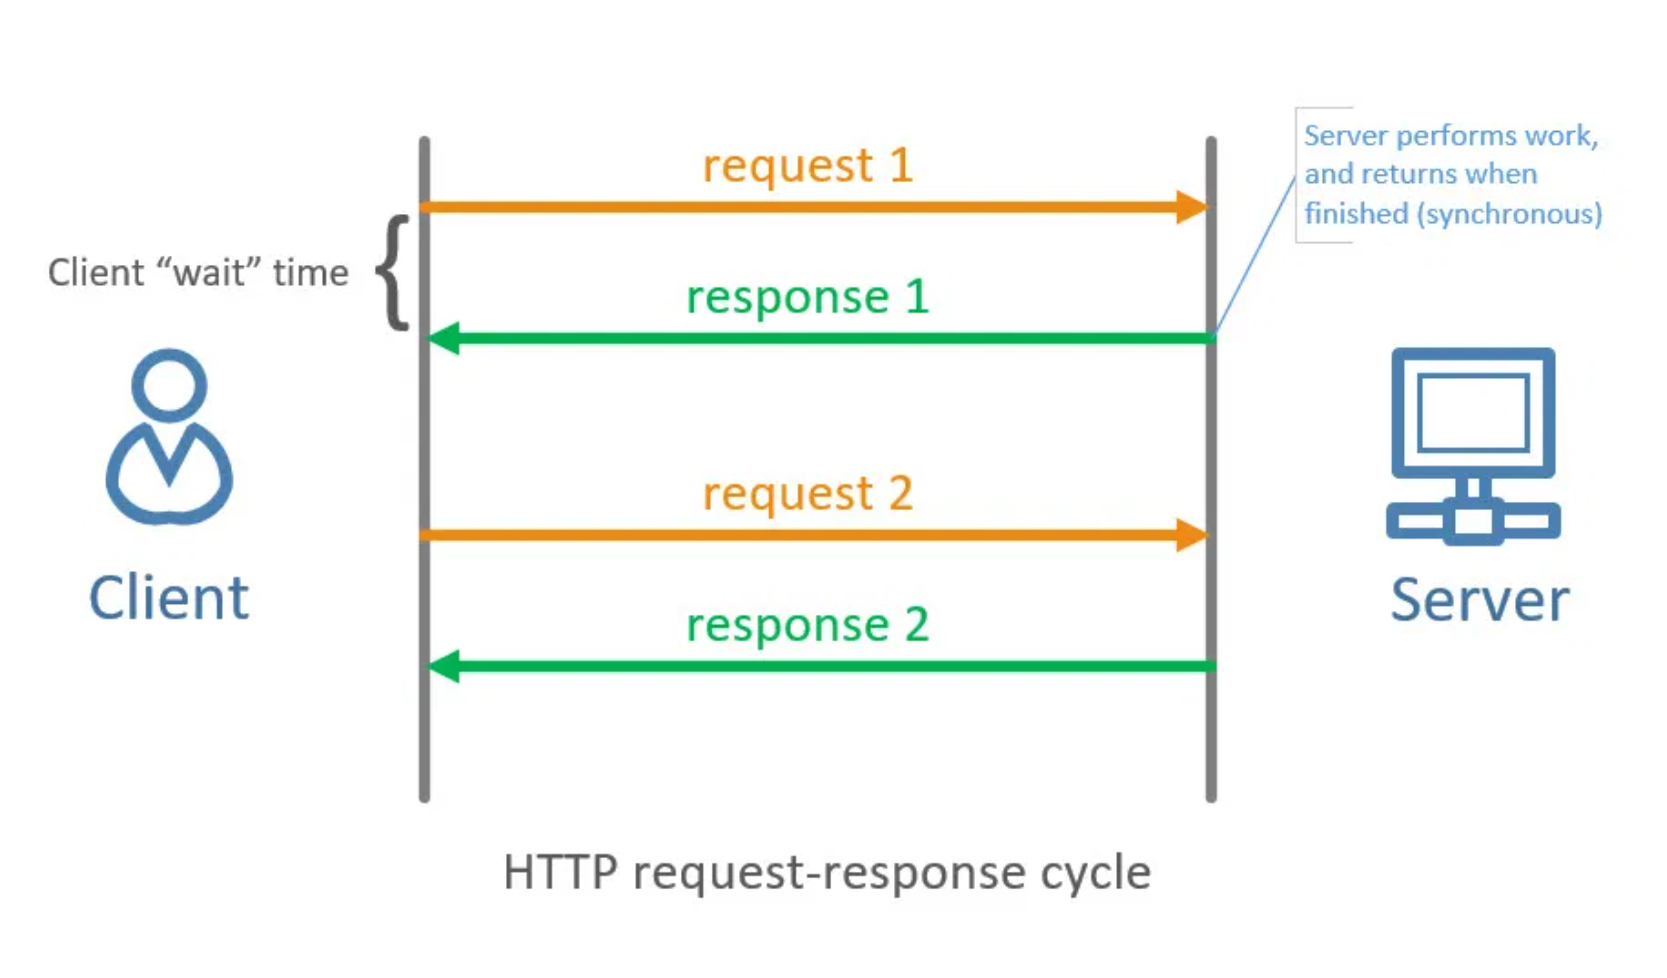 request 1
Server performs work,
and returns when
finished (synchronous)
Client “wait” time
response 1
request 2
Client
Server
response 2
HTTP request-response cycle